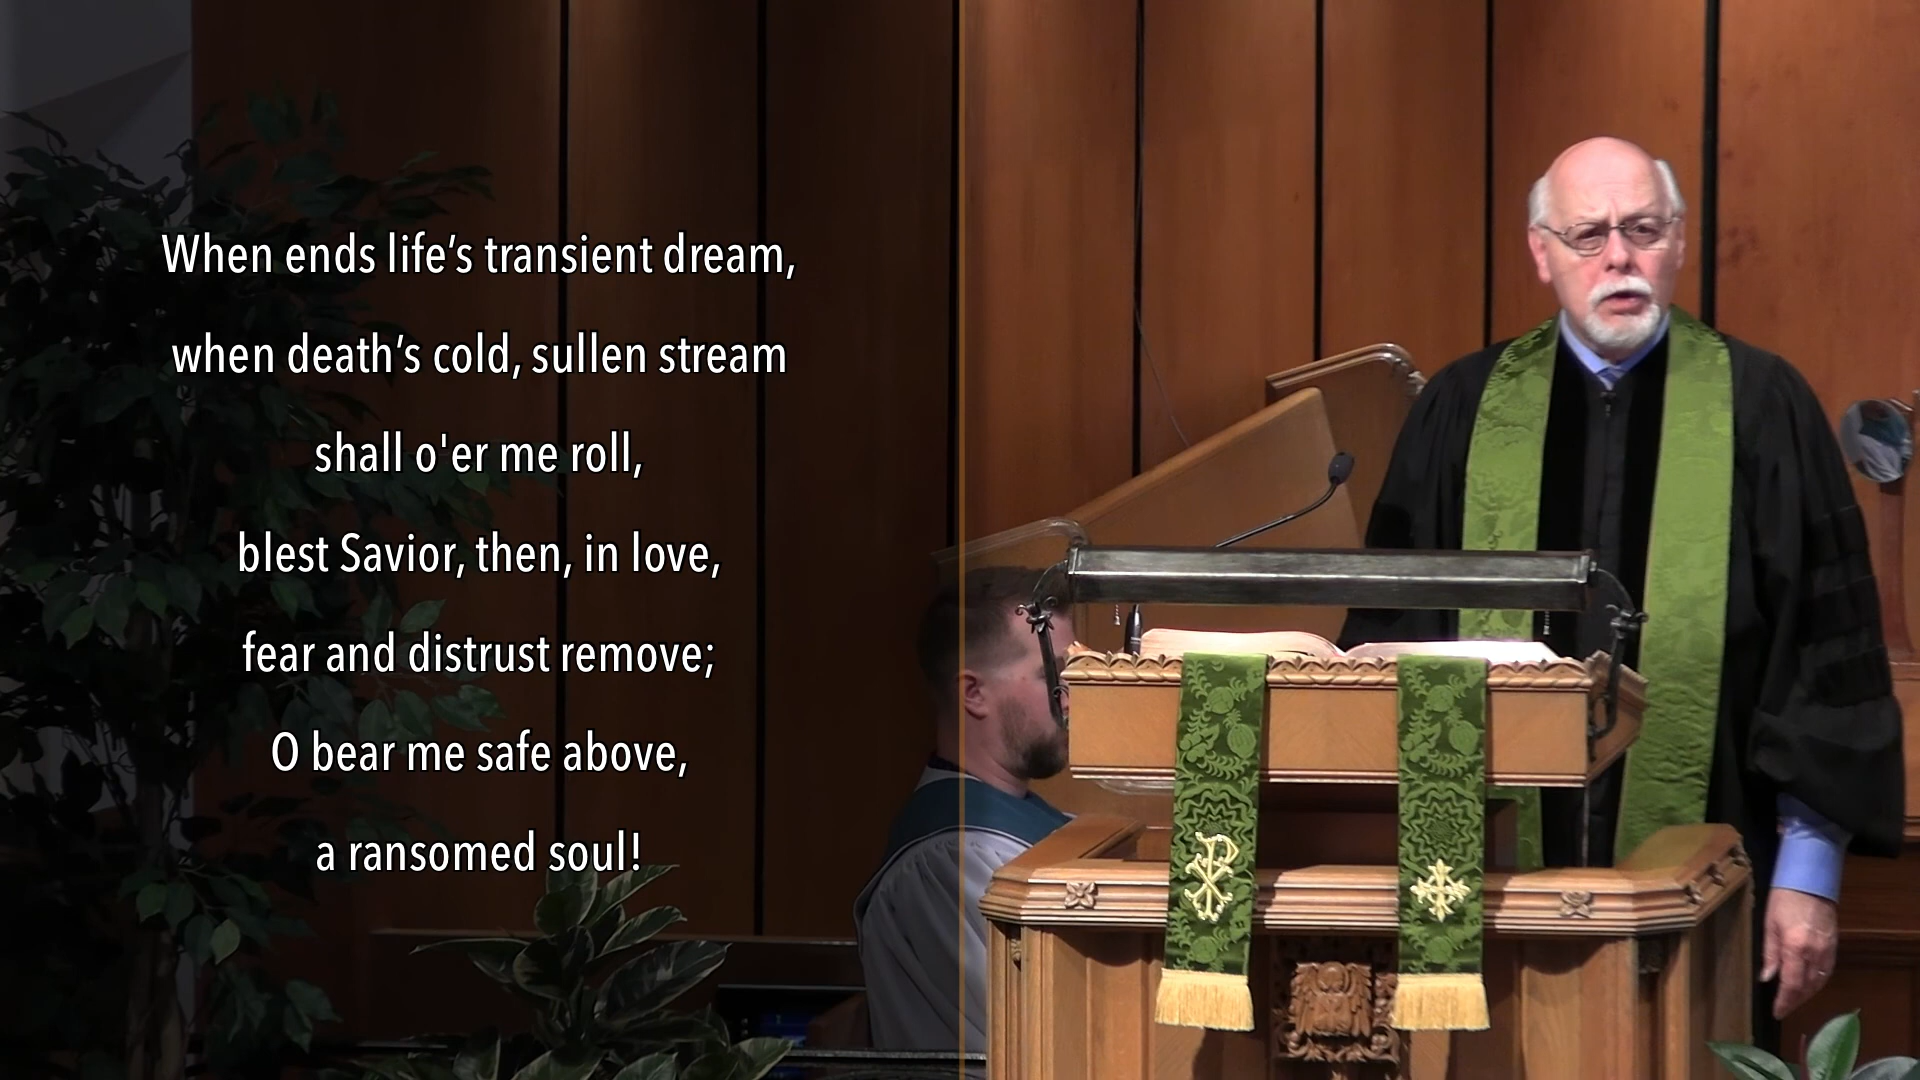 When ends life’s transient dream,
when death’s cold, sullen stream
shall o'er me roll,
blest Savior, then, in love,
fear and distrust remove;
O bear me safe above,
a ransomed soul!